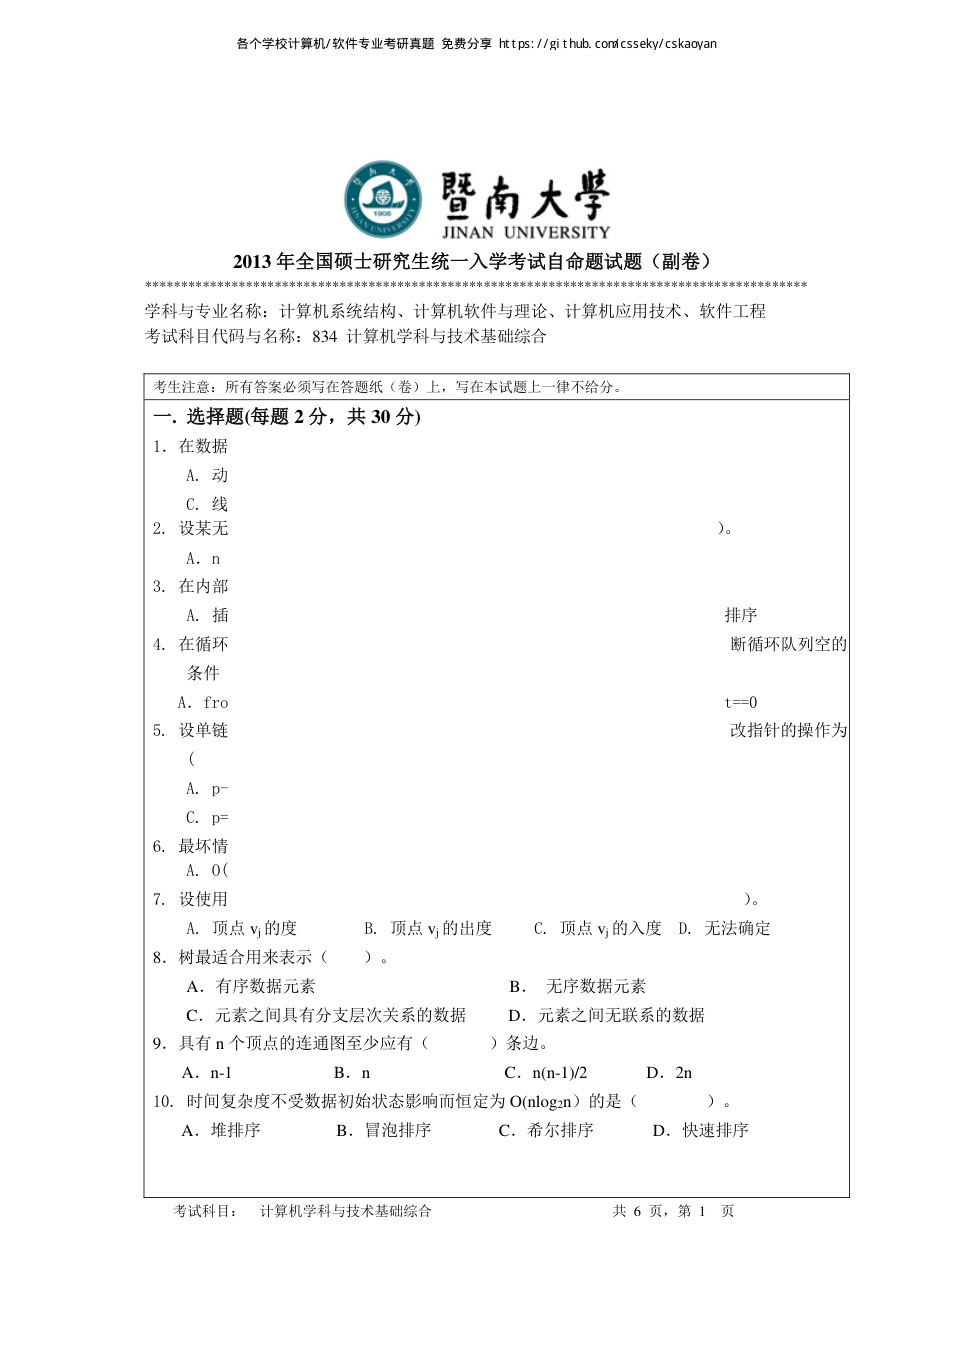 各个学校计算机/软件专业考研真题 免费分享 https://github.com/csseky/cskaoyan
暨南大学
JINAN UNIVERSITY
暨南大学
1906
JINAN UNIVERSITY
2013 年全国硕士研究生统一入学考试自命题试题（副卷）
********************************************************************************************
学科与专业名称：计算机系统结构、计算机软件与理论、计算机应用技术、软件工程
考试科目代码与名称：834 计算机学科与技术基础综合
考生注意：所有答案必须写在答题纸（卷）上，写在本试题上一律不给分。
一. 选择题(每题 2 分，共 30 分)
1. 在数据
A. 动
C. 线
2. 设某无 )。
A. n
3. 在内部
A. 插 排序
4. 在循环 断循环队列空的
条件
A. fro t==0
5. 设单链 改指针的操作为
(
A. p-
C. p=
6. 最坏情
A. O(
7. 设使用 )。
A. 顶点 vj 的度 B. 顶点 vj 的出度 C. 顶点 vj 的入度 D. 无法确定
8. 树最适合用来表示（ ）。
A. 有序数据元素 B. 无序数据元素
C. 元素之间具有分支层次关系的数据 D. 元素之间无联系的数据
9. 具有 n 个顶点的连通图至少应有（ ）条边。
A. n-1 B. n C. n(n-1)/2 D. 2n
10. 时间复杂度不受数据初始状态影响而恒定为 O(nlog2n）的是（ ）。
A. 堆排序 B. 冒泡排序 C. 希尔排序 D. 快速排序
考试科目： 计算机学科与技术基础综合 共 6 页，第 1 页